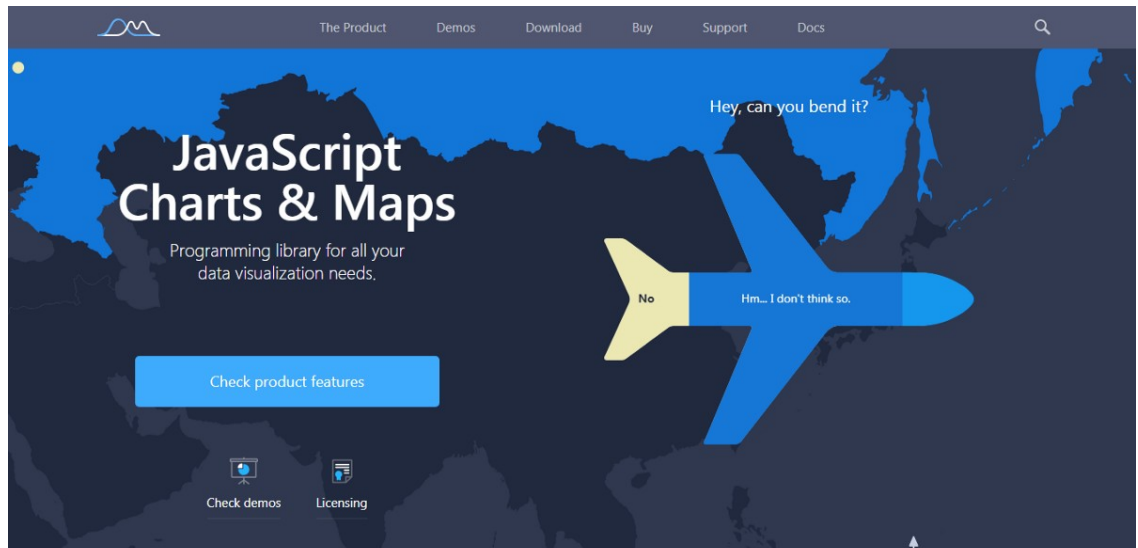 The Product Demos Download Buy Support Docs
Hey, can you bend it?
JavaScript
Charts & Maps
Programming library for all your
data visualization needs.
No Hm... I don't think so.
Check product features
Check demos Licensing